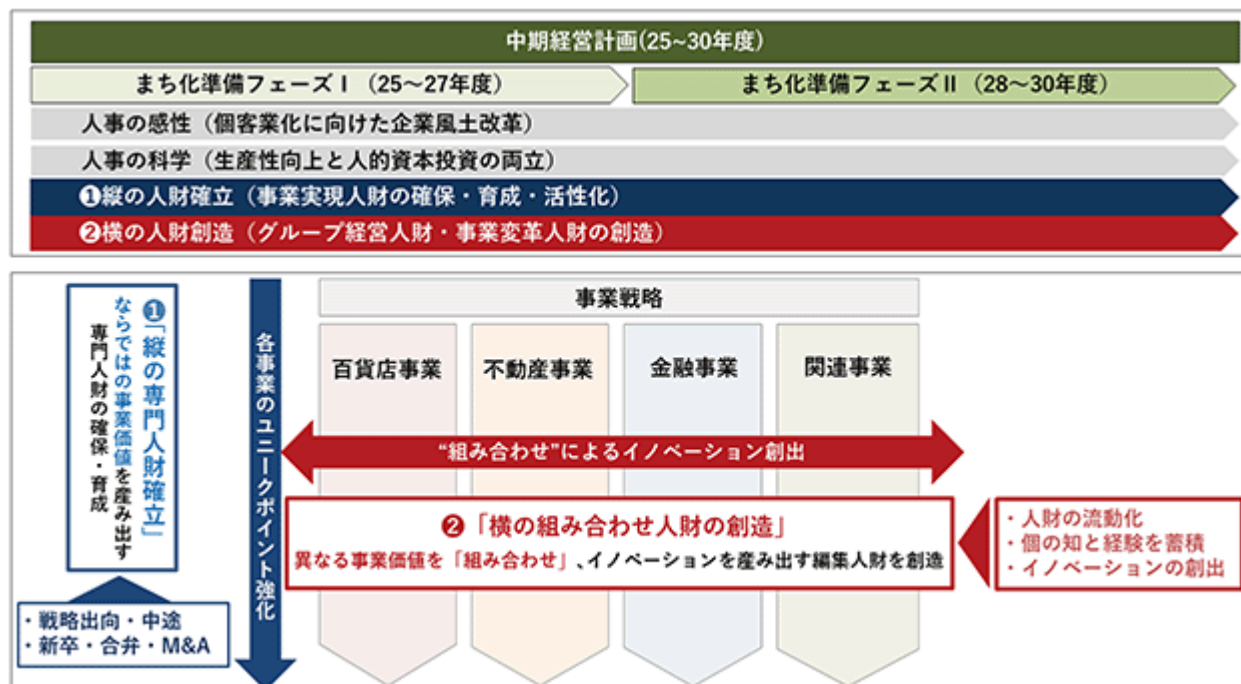 中期経営計画(25~30年度)
まち化準備フェーズⅠ（25～27年度）
まち化準備フェーズⅡ（28～30年度）
人事の感性（個客業化に向けた企業風土改革）
人事の科学（生産性向上と人的資本投資の両立）
❶縦の人財確立（事業実現人財の確保・育成・活性化）
❷横の人財創造（グループ経営人財・事業変革人財の創造）
❶「縦の専門人財確立」
ならではの事業価値を産み出す
専門人財の確保・育成
・戦略出向・中途
・新卒・合弁・M&A
各事業のユニークポイント強化
事業戦略
百貨店事業
不動産事業
金融事業
関連事業
“組み合わせ”によるイノベーション創出
❷「横の組み合わせ人財の創造」
異なる事業価値を「組み合わせ」、イノベーションを産み出す編集人財を創造
・人財の流動化
・個の知と経験を蓄積
・イノベーションの創出